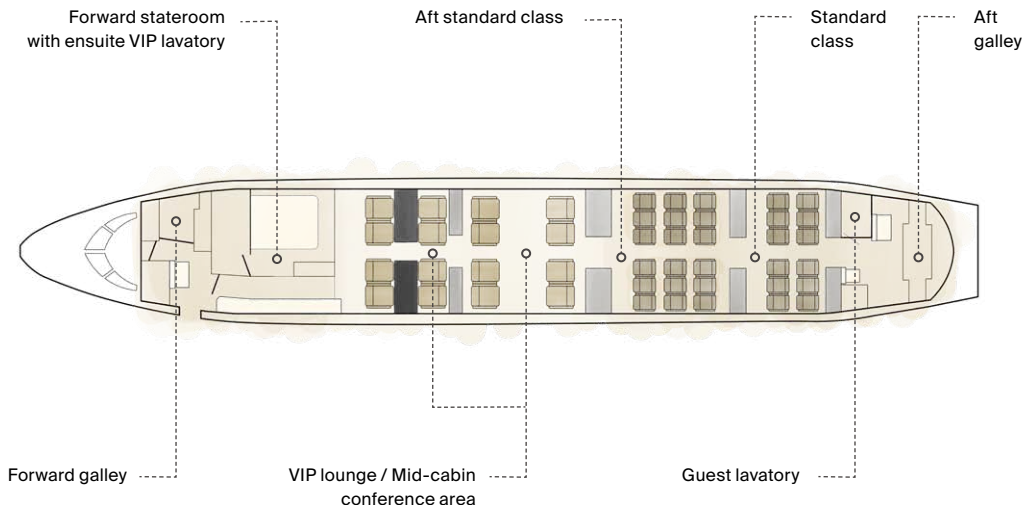 Forward stateroom
with ensuite VIP lavatory
Aft standard class
Standard
class
Aft
galley
Forward galley
VIP lounge / Mid-cabin
conference area
Guest lavatory